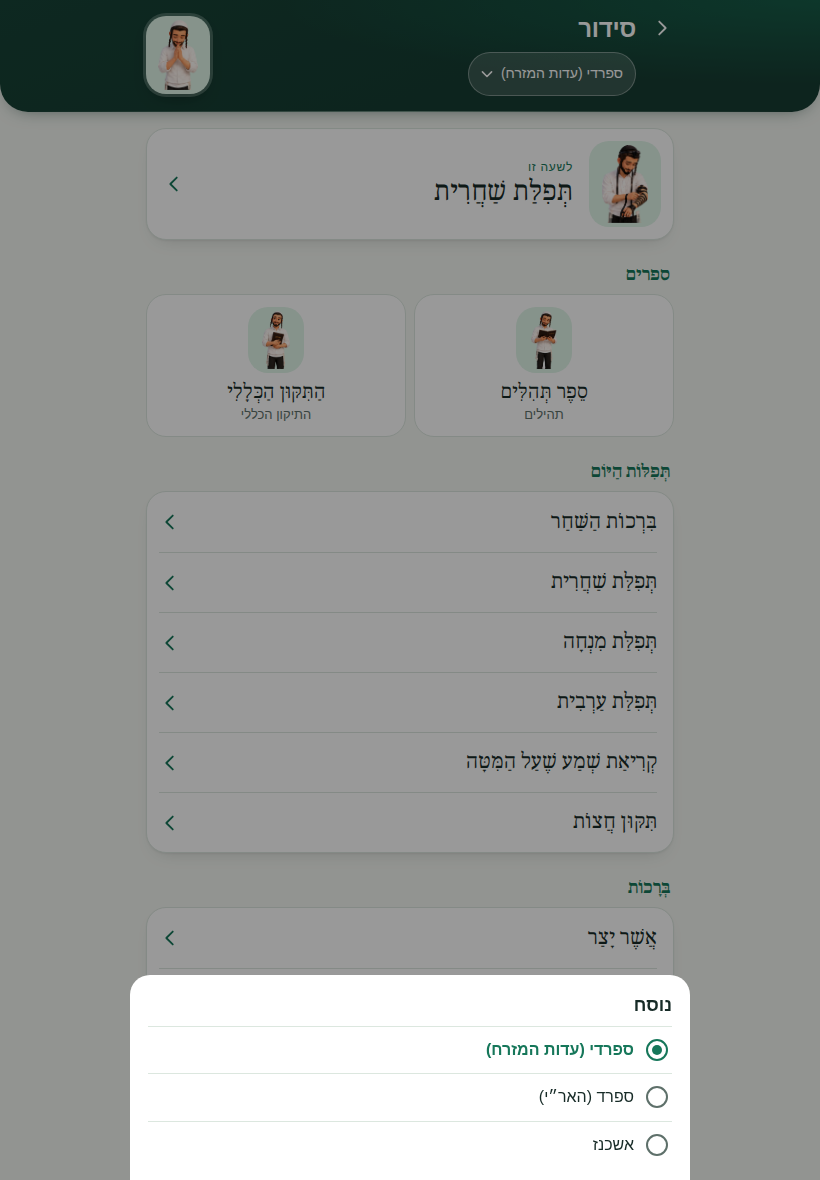 סידור
ספרדי (עדות המזרח)
לשעה זו
תְּפִלַּת שַׁחֲרִית
ספרים
סֵפֶר תְּהִלִּים
תהילים
הַתִּקּוּן הַכְּלָלִי
התיקון הכללי
תְּפִלּוֹת הַיּוֹם
בִּרְכוֹת הַשַּׁחַר
תְּפִלַּת שַׁחֲרִית
תְּפִלַּת מִנְחָה
תְּפִלַּת עַרְבִית
קְרִיאַת שְׁמַע שֶׁעַל הַמִּטָּה
תִּקּוּן חֲצוֹת
בְּרָכוֹת
אֲשֶׁר יָצַר
נוסח
ספרדי (עדות המזרח)
ספרד (האר״י)
אשכנז